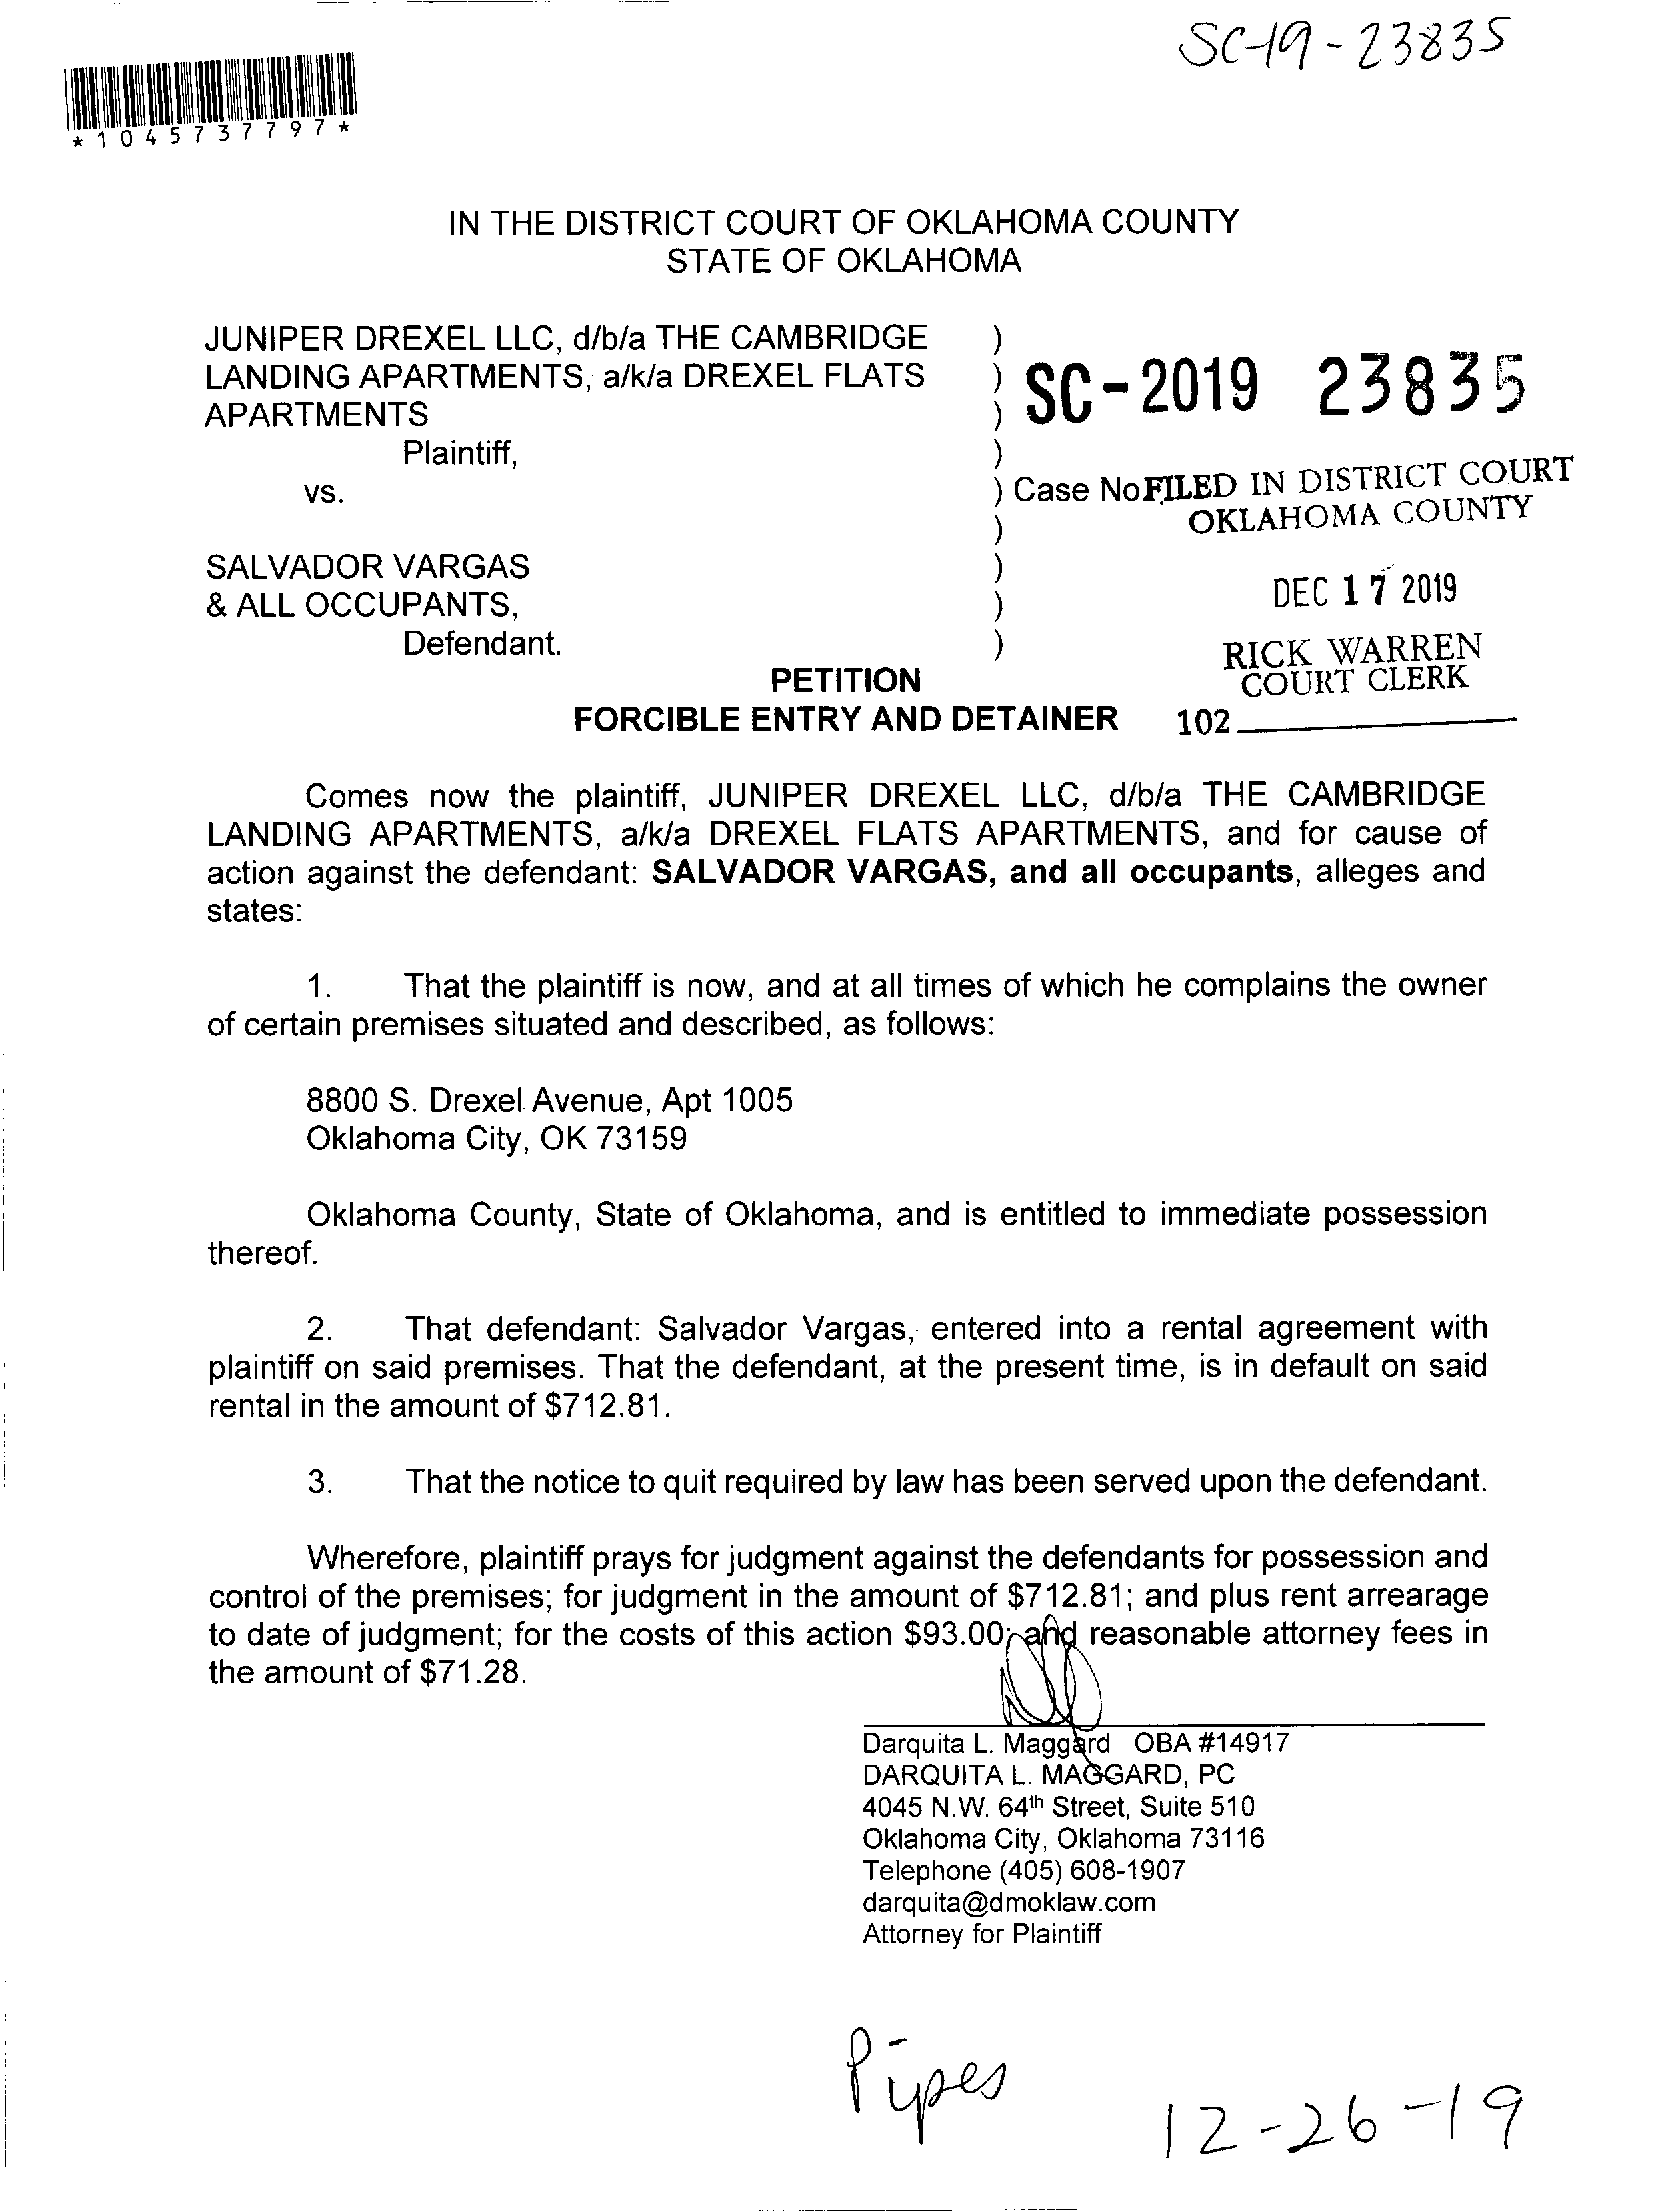 SC-19-23835
*1045737797*
IN THE DISTRICT COURT OF OKLAHOMA COUNTY
STATE OF OKLAHOMA
JUNIPER DREXEL LLC, d/b/a THE CAMBRIDGE )
LANDING APARTMENTS, a/k/a DREXEL FLATS )
APARTMENTS )
SC-2019 23835
Plaintiff, )
vs. ) Case No. FILED IN DISTRICT COURT
) OKLAHOMA COUNTY
SALVADOR VARGAS )
& ALL OCCUPANTS, ) DEC 17 2019
Defendant. ) RICK WARREN
PETITION COURT CLERK
FORCIBLE ENTRY AND DETAINER 102
Comes now the plaintiff, JUNIPER DREXEL LLC, d/b/a THE CAMBRIDGE
LANDING APARTMENTS, a/k/a DREXEL FLATS APARTMENTS, and for cause of
action against the defendant: SALVADOR VARGAS, and all occupants, alleges and
states:
1. That the plaintiff is now, and at all times of which he complains the owner
of certain premises situated and described, as follows:
8800 S. Drexel Avenue, Apt 1005
Oklahoma City, OK 73159
Oklahoma County, State of Oklahoma, and is entitled to immediate possession
thereof.
2. That defendant: Salvador Vargas, entered into a rental agreement with
plaintiff on said premises. That the defendant, at the present time, is in default on said
rental in the amount of $712.81.
3. That the notice to quit required by law has been served upon the defendant.
Wherefore, plaintiff prays for judgment against the defendants for possession and
control of the premises; for judgment in the amount of $712.81; and plus rent arrearage
to date of judgment; for the costs of this action $93.00; and reasonable attorney fees in
the amount of $71.28.
Darquita L. Maggard OBA #14917
DARQUITA L. MAGGARD, PC
4045 N.W. 64th Street, Suite 510
Oklahoma City, Oklahoma 73116
Telephone (405) 608-1907
darquita@dmoklaw.com
Attorney for Plaintiff
Pipes
12-26-19